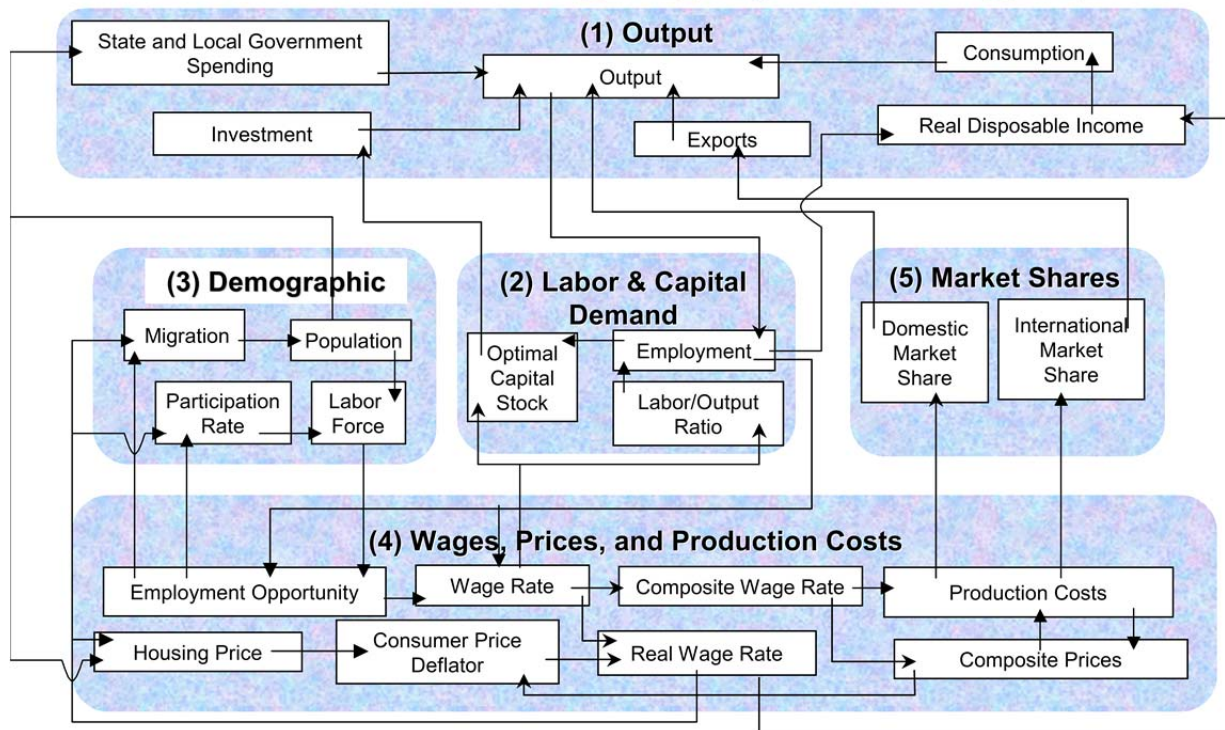 (1) Output
State and Local Government
Spending
Output
Consumption
Investment
Exports
Real Disposable Income
(3) Demographic
Migration
Population
Participation
Rate
Labor
Force
(2) Labor & Capital
Demand
Optimal
Capital
Stock
Employment
Labor/Output
Ratio
(5) Market Shares
Domestic
Market
Share
International
Market
Share
(4) Wages, Prices, and Production Costs
Employment Opportunity
Wage Rate
Composite Wage Rate
Production Costs
Housing Price
Consumer Price
Deflator
Real Wage Rate
Composite Prices